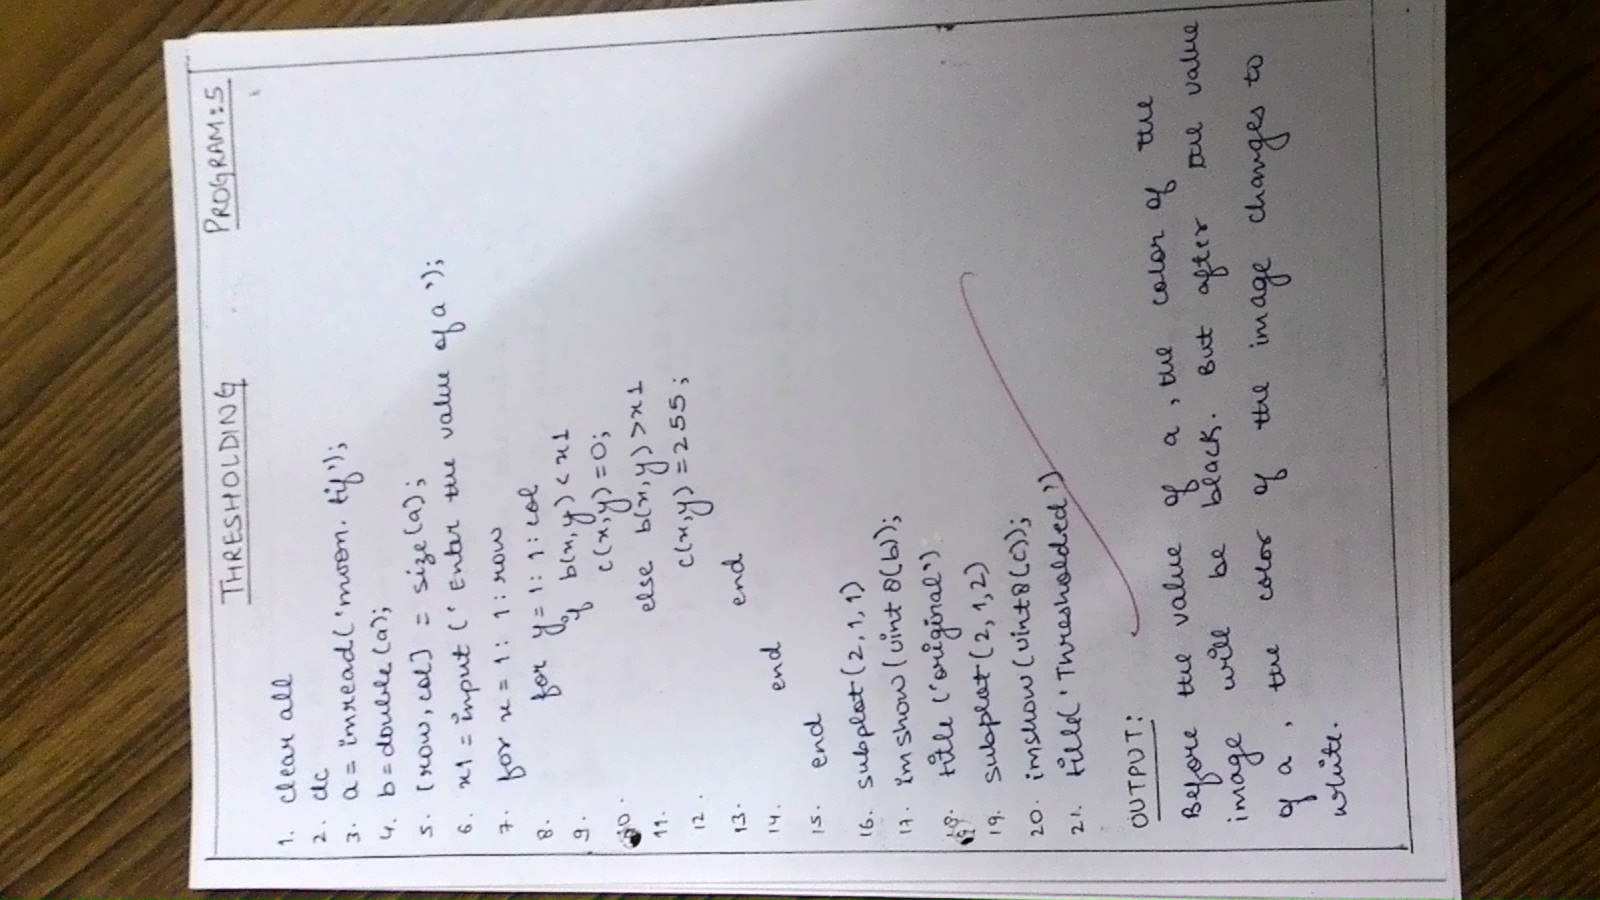 THRESHOLDING PROGRAM: 5
1. clear all
2. clc
3. a = imread('moon. tif');
4. b = double(a);
5. [row, col] = size(a);
6. x1 = input (' Enter the value of a ');
7. for x = 1: 1: row
8. for y = 1: 1: col
9. if b(x,y) < x1
10. c(x,y) = 0;
11. else b(x,y) > x1
12. c(x,y) = 255;
13. end
14. end
15. end
16. subplot (2, 1, 1)
17. imshow (uint 8(b));
18. title ('original')
19. subplot (2, 1, 2)
20. imshow (uint8(c));
21. title(' Thresholded')
OUTPUT:
Before the value of a, the color of the
image will be black. But after the value
of a, the color of the image changes to
white.